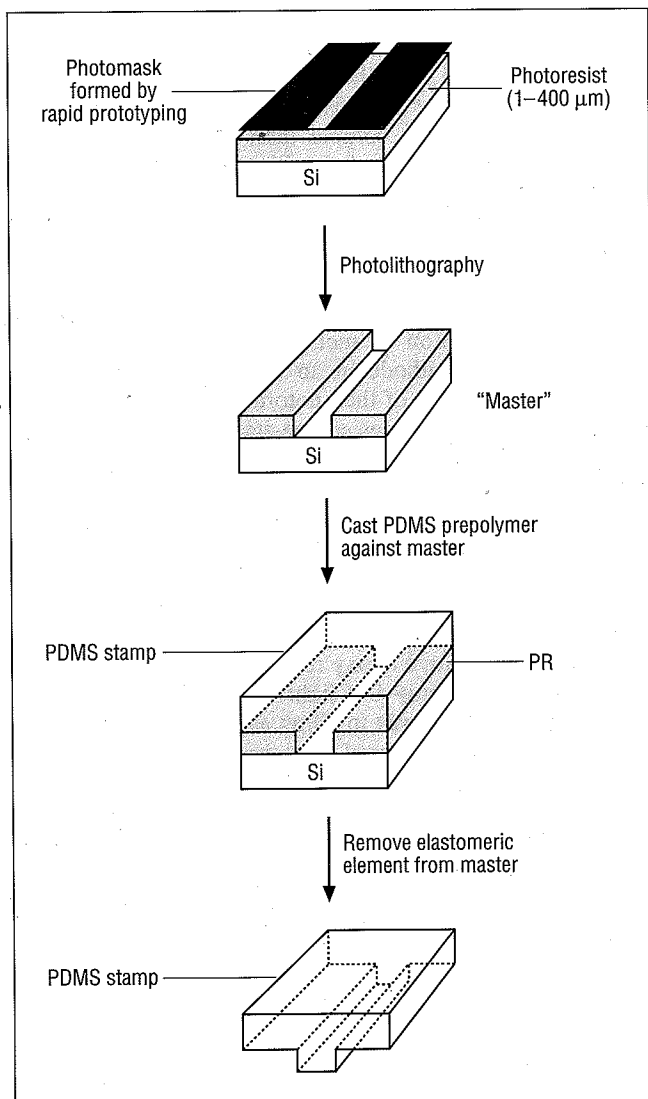 Photomask
formed by
rapid prototyping
Photoresist
(1–400 μm)
Si
Photolithography
"Master"
Si
Cast PDMS prepolymer
against master
PDMS stamp
PR
Si
Remove elastomeric
element from master
PDMS stamp